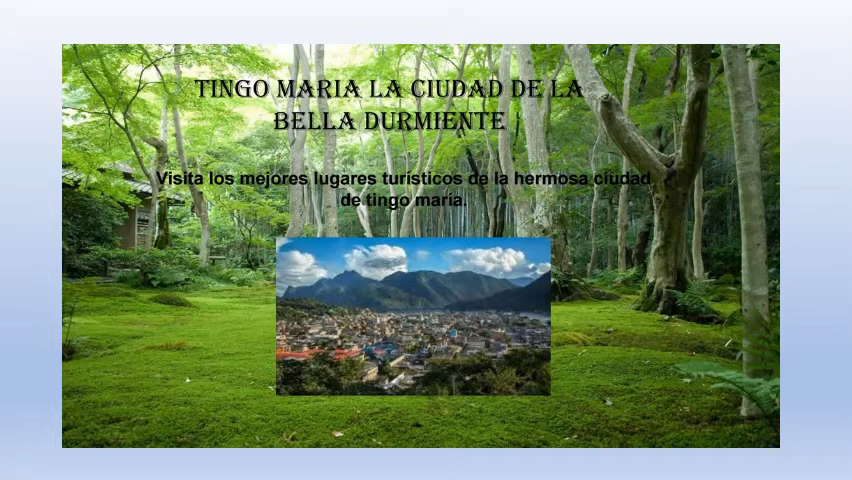 TINGO MARIA LA CIUDAD DE LA
BELLA DURMIENTE
Visita los mejores lugares turísticos de la hermosa ciudad
de tingo maría.